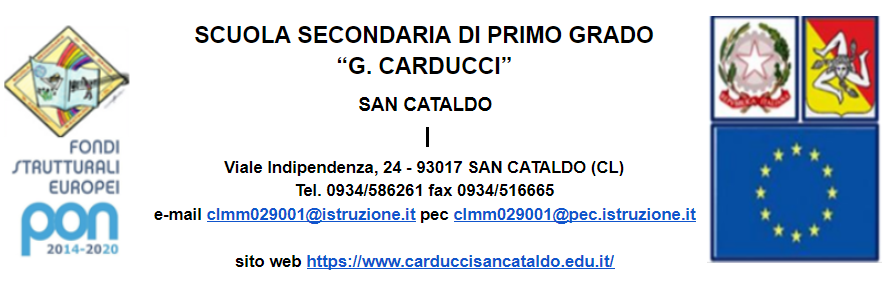 SCUOLA SECONDARIA DI PRIMO GRADO
“G. CARDUCCI”
SAN CATALDO
Viale Indipendenza, 24 - 93017 SAN CATALDO (CL)
Tel. 0934/586261 fax 0934/516665
e-mail clmm029001@istruzione.it pec clmm029001@pec.istruzione.it
sito web https://www.carduccisancataldo.edu.it/
FONDI
STRUTTURALI
EUROPEI
pon
2014-2020